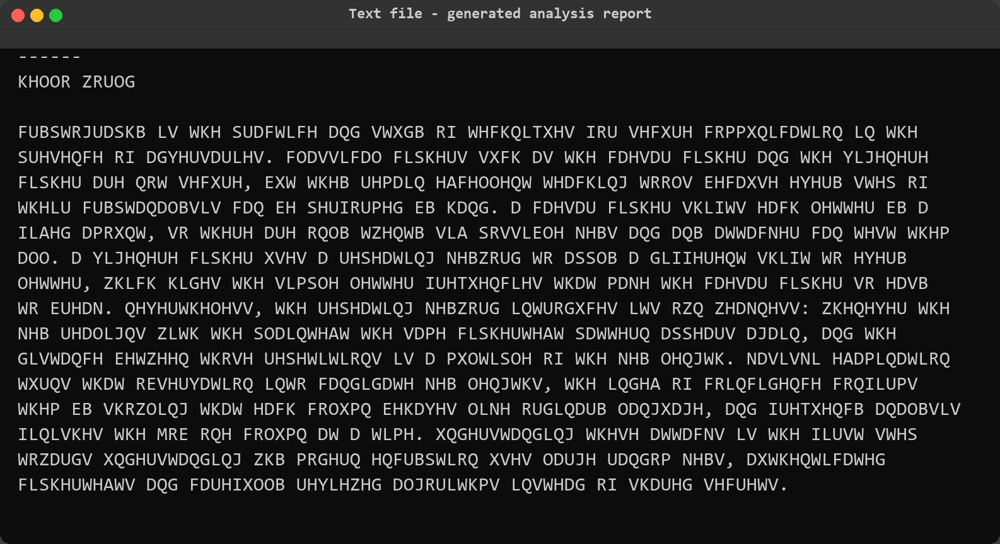 Text file - generated analysis report
------
KHOOR ZRUOG
FUBSWRJUDSKB LV WKH SUDFWLFH DQG VWXGB RI WHFKQLTXHV IRU VHFXUH FRPPXQLFDWLRQ LQ WKH
SUHVHQFH RI DGYHUVDULHV. FODVVLFDO FLSKHUV VXFK DV WKH FDHVDU FLSKHU DQG WKH YLJHQHUH
FLSKHU DUH QRW VHFXUH, EXW WKHB UHPDLQ HAFHOOHQW WHDFKLQJ WRROV EHFDXVH HYHUB VWHS RI
WKHLU FUBSWDQDOBVLV FDQ EH SHUIRUPHG EB KDQG. D FDHVDU FLSKHU VKLIWV HDFK OHWWHU EB D
ILAHG DPRXQW, VR WKHUH DUH RQOB WZHQWB VLA SRVVLEOH NHBV DQG DQB DWWDFNHU FDQ WHVW WKHP
DOO. D YLJHQHUH FLSKHU XVHV D UHSHDWLQJ NHBZRUG WR DSSOB D GLIIHUHQW VKLIW WR HYHUB
OHWWHU, ZKLFK KLGHV WKH VLPSOH OHWWHU IUHTXHQFLHV WKDW PDNH WKH FDHVDU FLSKHU VR HDVB
WR EUHDN. QHYHUWKHOHVV, WKH UHSHDWLQJ NHBZRUG LQWURGXFHV LWV RZQ ZHDNQHVV: ZKHQHYHU WKH
NHB UHDOLJQV ZLWK WKH SODLQWHAW WKH VDPH FLSKHUWHAW SDWWHUQ DSSHDUV DJDLQ, DQG WKH
GLVWDQFH EHWZHHQ WKRVH UHSHWLWLRQV LV D PXOWLSOH RI WKH NHB OHQJWK. NDVLVNL HADPLQDWLRQ
WXUQV WKDW REVHUYDWLRQ LQWR FDQGLGDWH NHB OHQJWKV, WKH LQGHA RI FRLQFLGHQFH FRQILUPV
WKHP EB VKRZOLQJ WKDW HDFK FROXPQ EHKDYHV OLNH RUGLQDUB ODQJXDJH, DQG IUHTXHQFB DQDOBVLV
ILQLVKHV WKH MRE RQH FROXPQ DW D WLPH. XQGHUVWDQGLQJ WKHVH DWWDFNV LV WKH ILUVW VWHS
WRZDUGV XQGHUVWDQGLQJ ZKB PRGHUQ HQFUBSWLRQ XVHV ODUJH UDQGRP NHBV, DXWKHQWLFDWHG
FLSKHUWHAWV DQG FDUHIXOOB UHYLHZHG DOJRULWKPV LQVWHDG RI VKDUHG VHFUHWV.